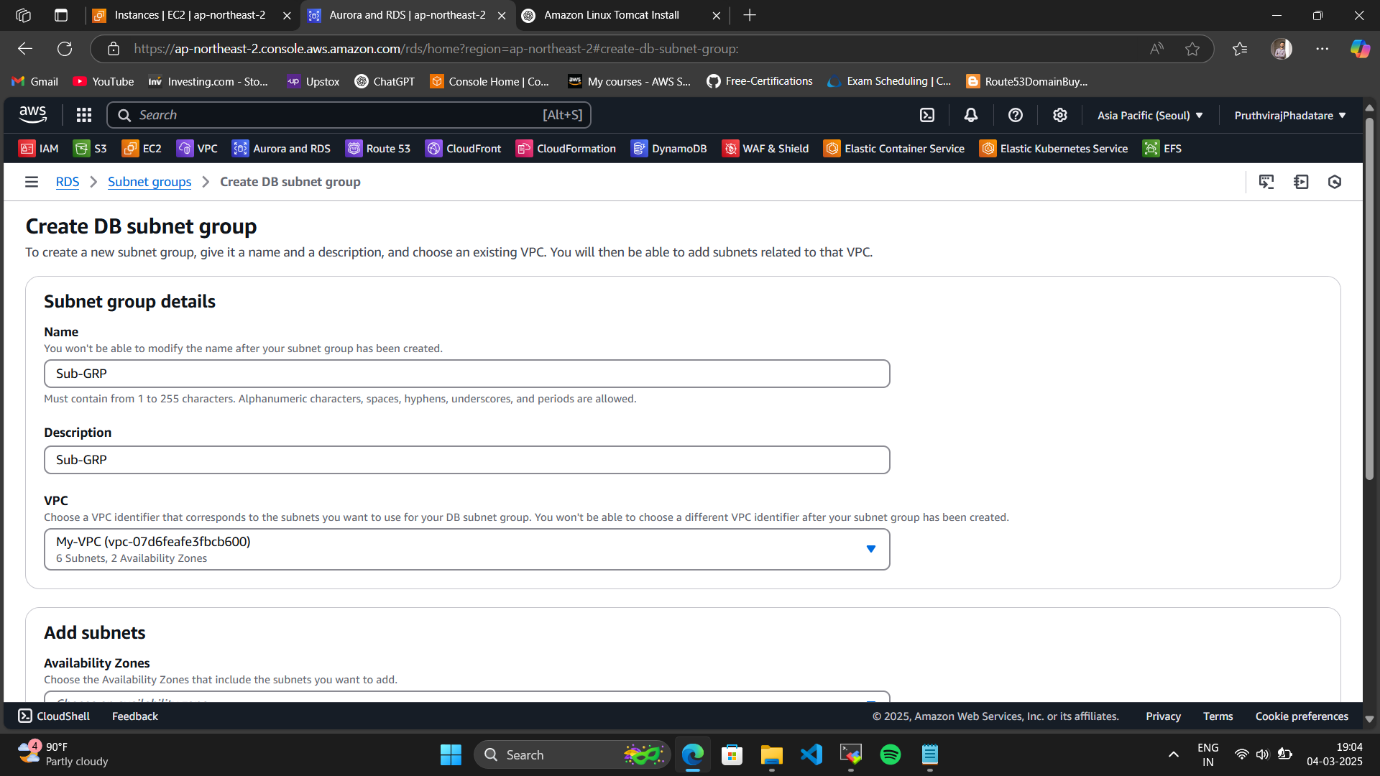 Instances | EC2 | ap-northeast-2
Aurora and RDS | ap-northeast-2
Amazon Linux Tomcat Install
https://ap-northeast-2.console.aws.amazon.com/rds/home?region=ap-northeast-2#create-db-subnet-group:
Gmail
YouTube
inv
Investing.com - Sto...
up
Upstox
ChatGPT
Console Home | Co...
aws
My courses - AWS S...
Free-Certifications
Exam Scheduling | C...
Route53DomainBuy...
aws
Search
[Alt+S]
Asia Pacific (Seoul)
PruthvirajPhadatare
IAM
S3
EC2
VPC
Aurora and RDS
Route 53
CloudFront
CloudFormation
DynamoDB
WAF & Shield
Elastic Container Service
Elastic Kubernetes Service
EFS
RDS
Subnet groups
Create DB subnet group
Create DB subnet group
To create a new subnet group, give it a name and a description, and choose an existing VPC. You will then be able to add subnets related to that VPC.
Subnet group details
Name
You won't be able to modify the name after your subnet group has been created.
Sub-GRP
Must contain from 1 to 255 characters. Alphanumeric characters, spaces, hyphens, underscores, and periods are allowed.
Description
Sub-GRP
VPC
Choose a VPC identifier that corresponds to the subnets you want to use for your DB subnet group. You won't be able to choose a different VPC identifier after your subnet group has been created.
My-VPC (vpc-07d6feafe3fbcb600)
6 Subnets, 2 Availability Zones
Add subnets
Availability Zones
Choose the Availability Zones that include the subnets you want to add.
CloudShell
Feedback
© 2025, Amazon Web Services, Inc. or its affiliates.
Privacy
Terms
Cookie preferences
4
90°F
Partly cloudy
Search
ENG
IN
19:04
04-03-2025